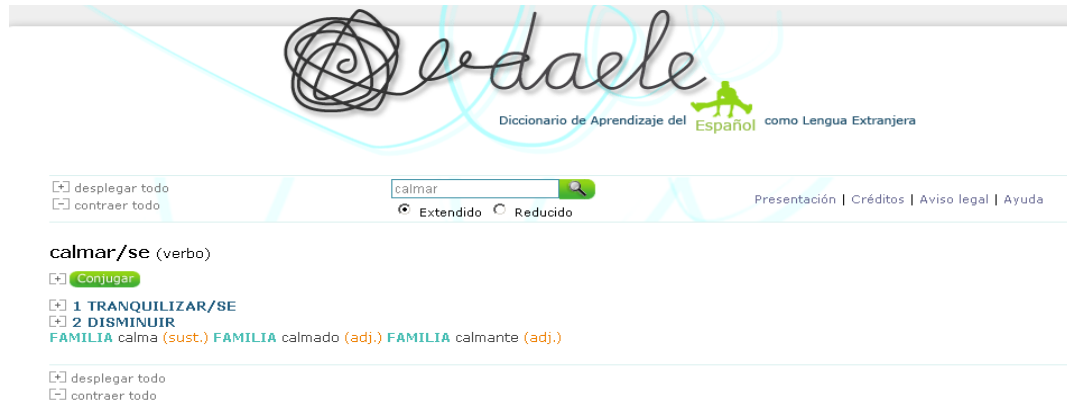 daele
Diccionario de Aprendizaje del Español como Lengua Extranjera
[+] desplegar todo
[-] contraer todo
calmar
Extendido Reducido
Presentación | Créditos | Aviso legal | Ayuda
calmar/se (verbo)
[+] Conjugar
[+] 1 TRANQUILIZAR/SE
[+] 2 DISMINUIR
FAMILIA calma (sust.) FAMILIA calmado (adj.) FAMILIA calmante (adj.)
[+] desplegar todo
[-] contraer todo